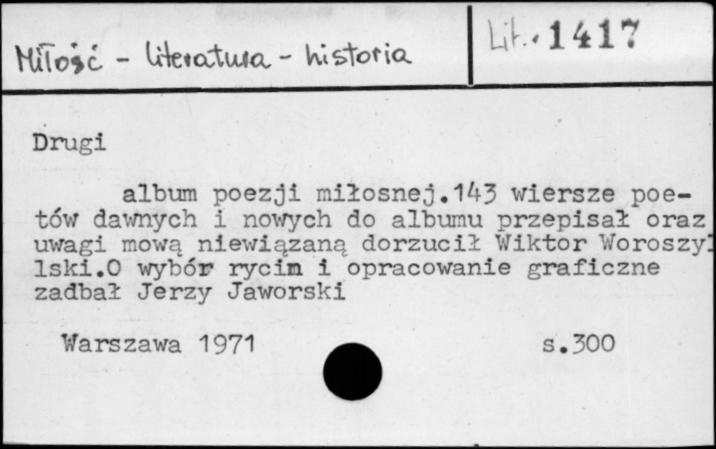 Miłość - literatura - historia
Lit. 1417
Drugi
album poezji miłosnej.143 wiersze poe-
tów dawnych i nowych do albumu przepisał oraz
uwagi mową niewiązaną dorzucił Wiktor Woroszyl
lski.O wybór rycin i opracowanie graficzne
zadbał Jerzy Jaworski
Warszawa 1971 s.300